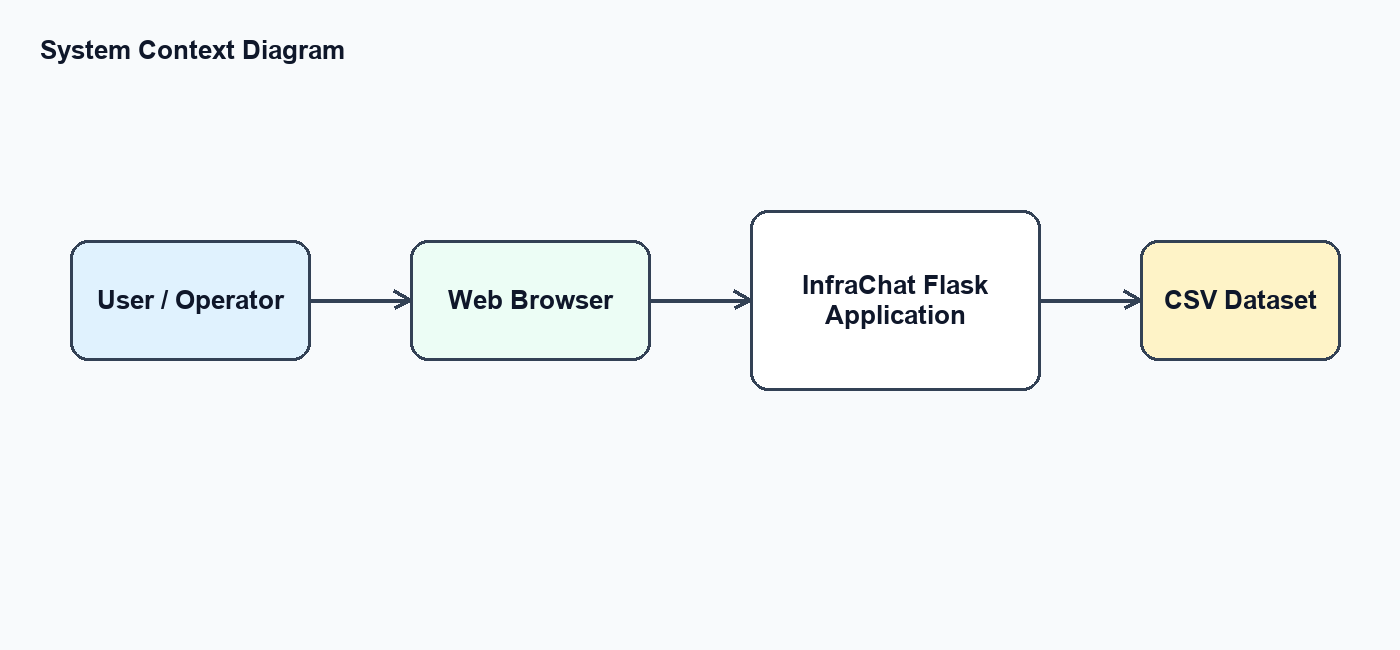 System Context Diagram
User / Operator
Web Browser
InfraChat Flask
Application
CSV Dataset